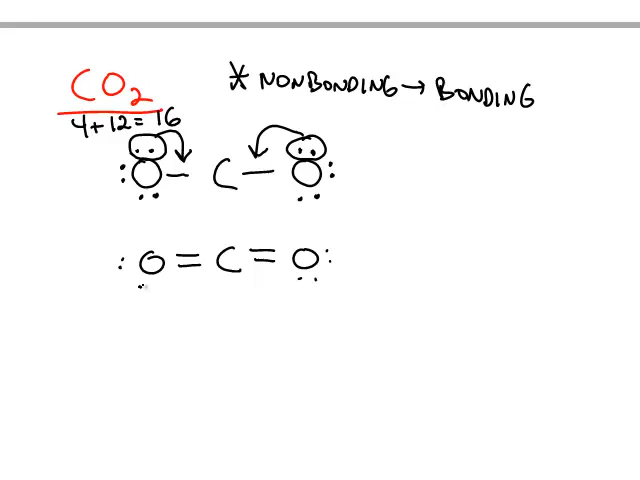 CO2
* NONBONDING → BONDING
4+12=16
:O – C – O:
:O = C = O: